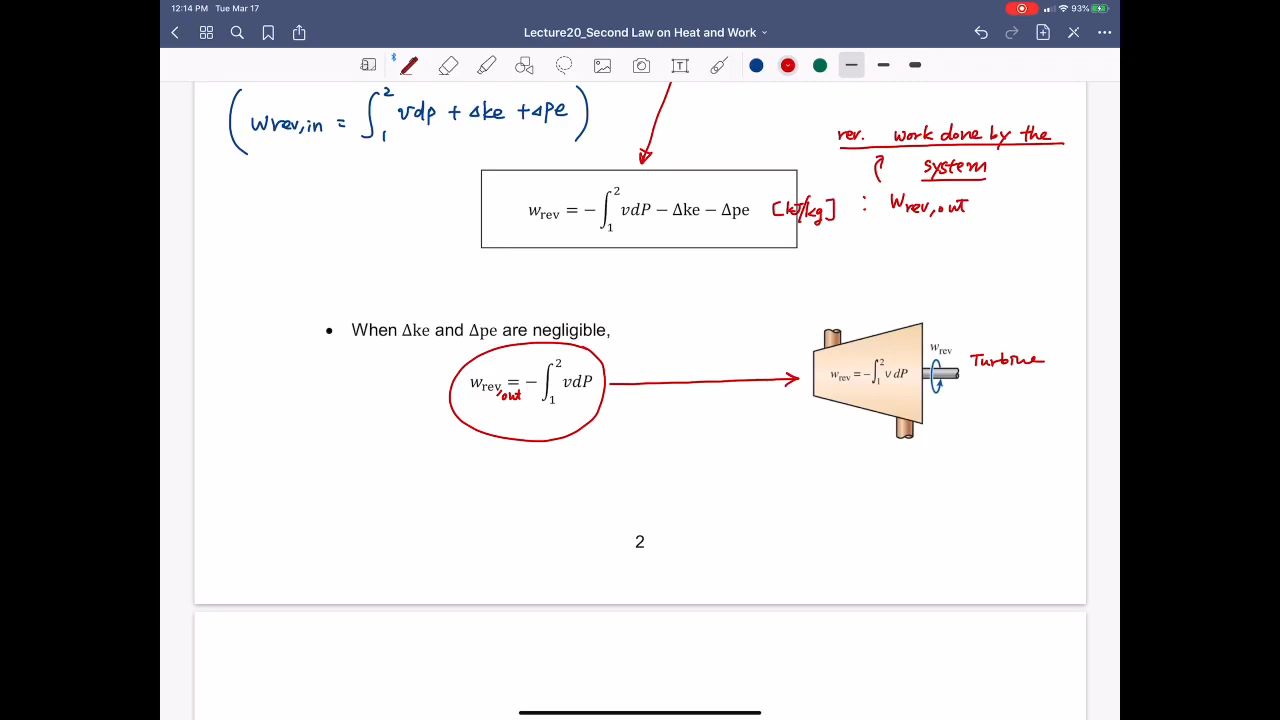 12:14 PM Tue Mar 17
93%
Lecture20_Second Law on Heat and Work
(wrev,in = ∫₁² vdp + Δke + Δpe)
rev. work done by the
system
w_rev = −∫₁² vdP − Δke − Δpe [kJ/kg] : Wrev,out
• When Δke and Δpe are negligible,
w_rev,out = −∫₁² vdP
w_rev = −∫₁² v dP
w_rev
Turbine
2